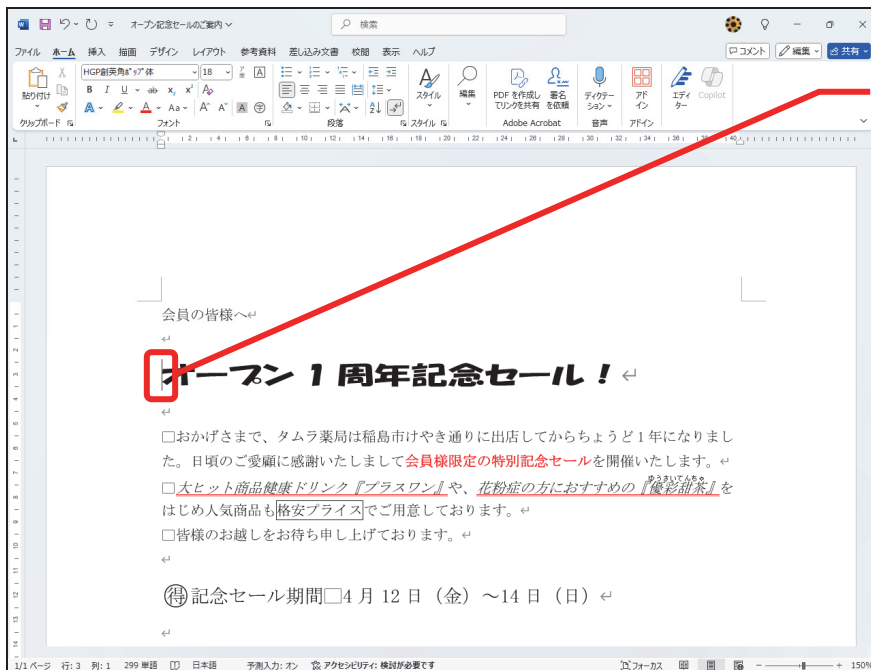 オープン記念セールのご案内
検索
ファイル ホーム 挿入 描画 デザイン レイアウト 参考資料 差し込み文書 校閲 表示 ヘルプ
コメント 編集 共有
HGP創英角ﾎﾟｯﾌﾟ体 18
貼り付け
B I U ab x₂ x² A
A A Aa A A A 字
スタイル 編集 PDF を作成してリンクを共有 署名を依頼 ディクテーション アドイン エディター Copilot
クリップボード フォント 段落 スタイル Adobe Acrobat 音声 アドイン
会員の皆様へ↵
↵
オープン 1 周年記念セール！↵
↵
□おかげさまで、タムラ薬局は稲島市けやき通りに出店してからちょうど１年になりまし
た。日頃のご愛顧に感謝いたしまして会員様限定の特別記念セールを開催いたします。↵
ゆうさいてんちゃ
□大ヒット商品健康ドリンク『プラスワン』や、花粉症の方におすすめの『優彩甜茶』を
はじめ人気商品も格安プライスでご用意しております。↵
□皆様のお越しをお待ち申し上げております。↵
↵
㊝記念セール期間□4 月 12 日（金）～14 日（日）↵
↵
1/1 ページ 行: 3 列: 1 299 単語 日本語 予測入力: オン アクセシビリティ: 検討が必要です フォーカス － + 150%